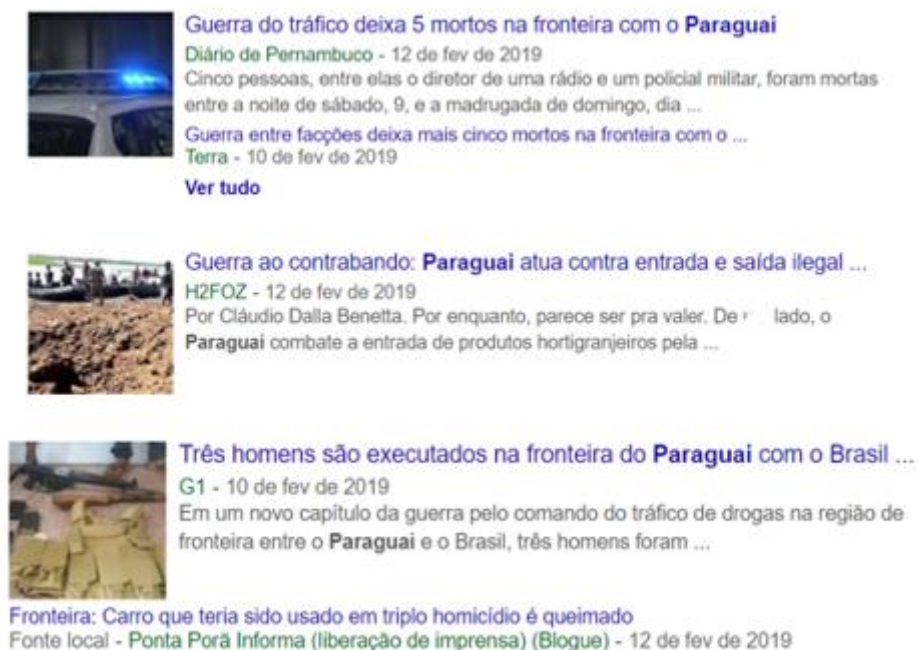 Guerra do tráfico deixa 5 mortos na fronteira com o Paraguai
Diário de Pernambuco - 12 de fev de 2019
Cinco pessoas, entre elas o diretor de uma rádio e um policial militar, foram mortas
entre a noite de sábado, 9, e a madrugada de domingo, dia ...
Guerra entre facções deixa mais cinco mortos na fronteira com o ...
Terra - 10 de fev de 2019
Ver tudo
Guerra ao contrabando: Paraguai atua contra entrada e saída ilegal ...
H2FOZ - 12 de fev de 2019
Por Cláudio Dalla Benetta. Por enquanto, parece ser pra valer. De lado, o
Paraguai combate a entrada de produtos hortigranjeiros pela ...
Três homens são executados na fronteira do Paraguai com o Brasil ...
G1 - 10 de fev de 2019
Em um novo capítulo da guerra pelo comando do tráfico de drogas na região de
fronteira entre o Paraguai e o Brasil, três homens foram ...
Fronteira: Carro que teria sido usado em triplo homicídio é queimado
Fonte local - Ponta Porã Informa (liberação de imprensa) (Blogue) - 12 de fev de 2019